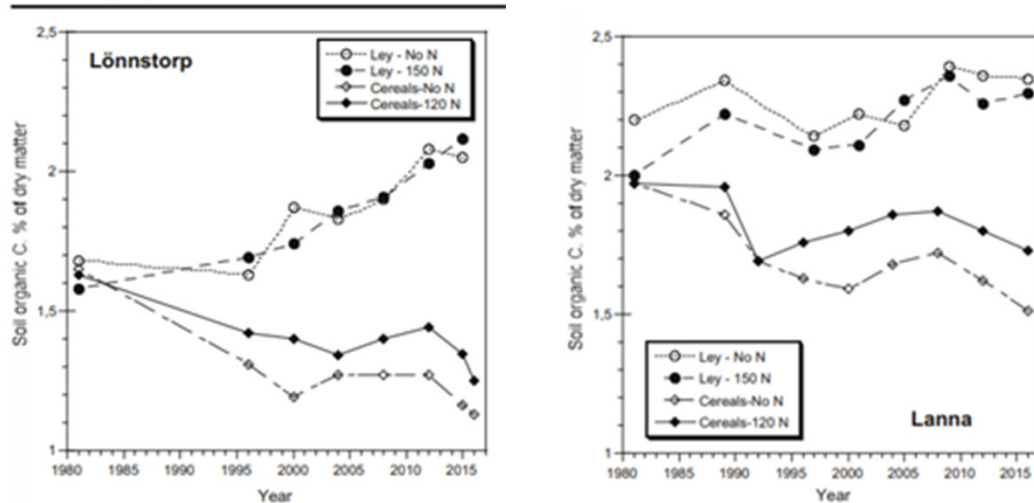 Lönnstorp
Ley - No N
Ley - 150 N
Cereals-No N
Cereals-120 N
2,5
2
1,5
1
Soil organic C. % of dry matter
1980 1985 1990 1995 2000 2005 2010 2015
Year
Lanna
Ley - No N
Ley - 150 N
Cereals-No N
Cereals-120 N
2,5
2
1,5
1
Soil organic C. % of dry matter
1980 1985 1990 1995 2000 2005 2010 2015
Year